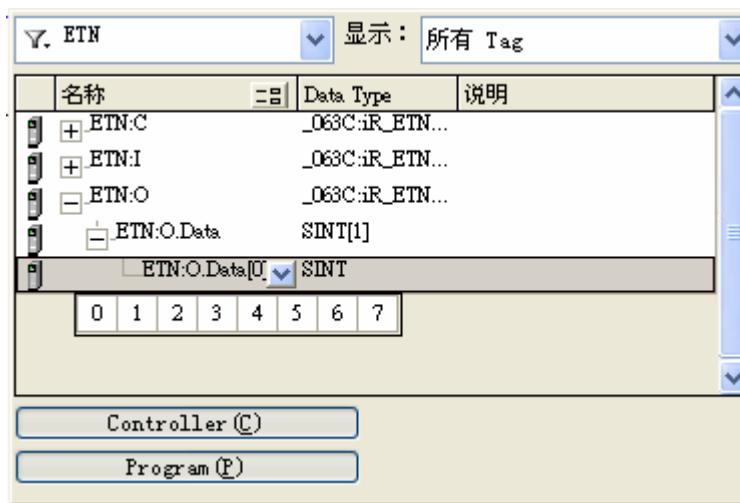 ETN 显示： 所有 Tag
名称 Data Type 说明
ETN:C _063C:iR_ETN...
ETN:I _063C:iR_ETN...
ETN:O _063C:iR_ETN...
ETN:O.Data SINT[1]
ETN:O.Data[0] SINT
0 1 2 3 4 5 6 7
Controller(C)
Program(P)